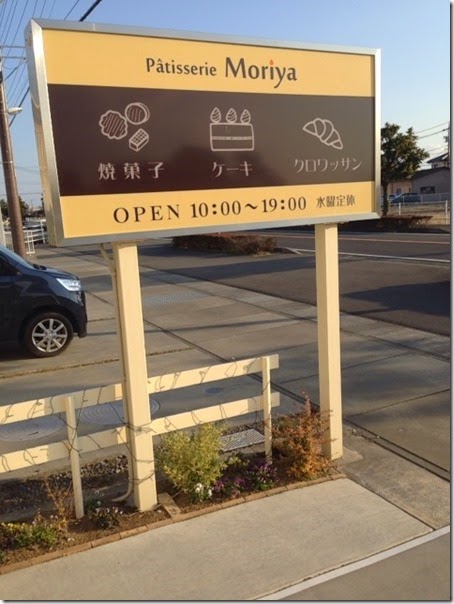 Pâtisserie Moriya
焼菓子 ケーキ クロワッサン
OPEN 10:00～19:00 水曜定休